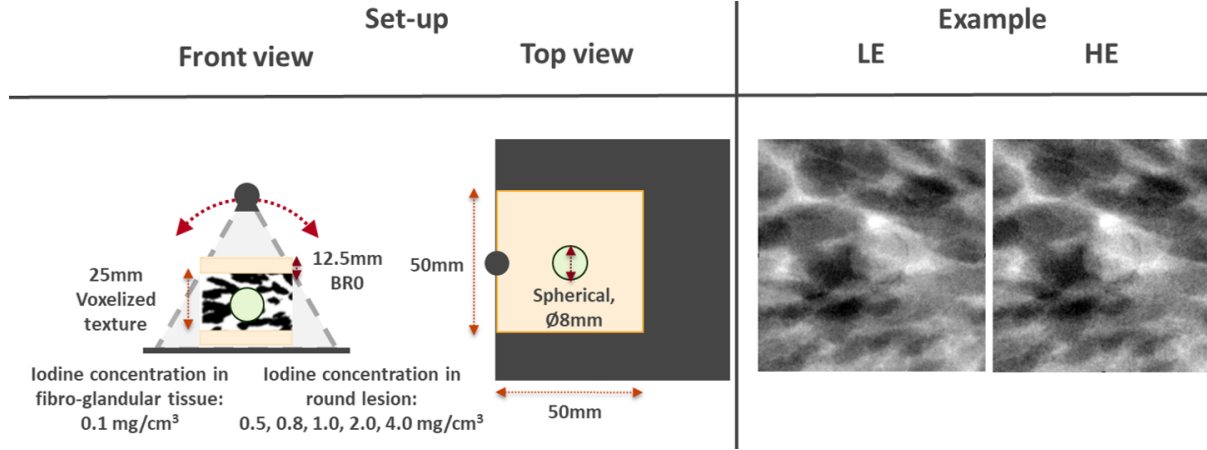 Set-up
Example
Front view
Top view
LE
HE
25mm
Voxelized
texture
12.5mm
BR0
50mm
Spherical,
Ø8mm
50mm
Iodine concentration in
fibro-glandular tissue:
0.1 mg/cm³
Iodine concentration in
round lesion:
0.5, 0.8, 1.0, 2.0, 4.0 mg/cm³